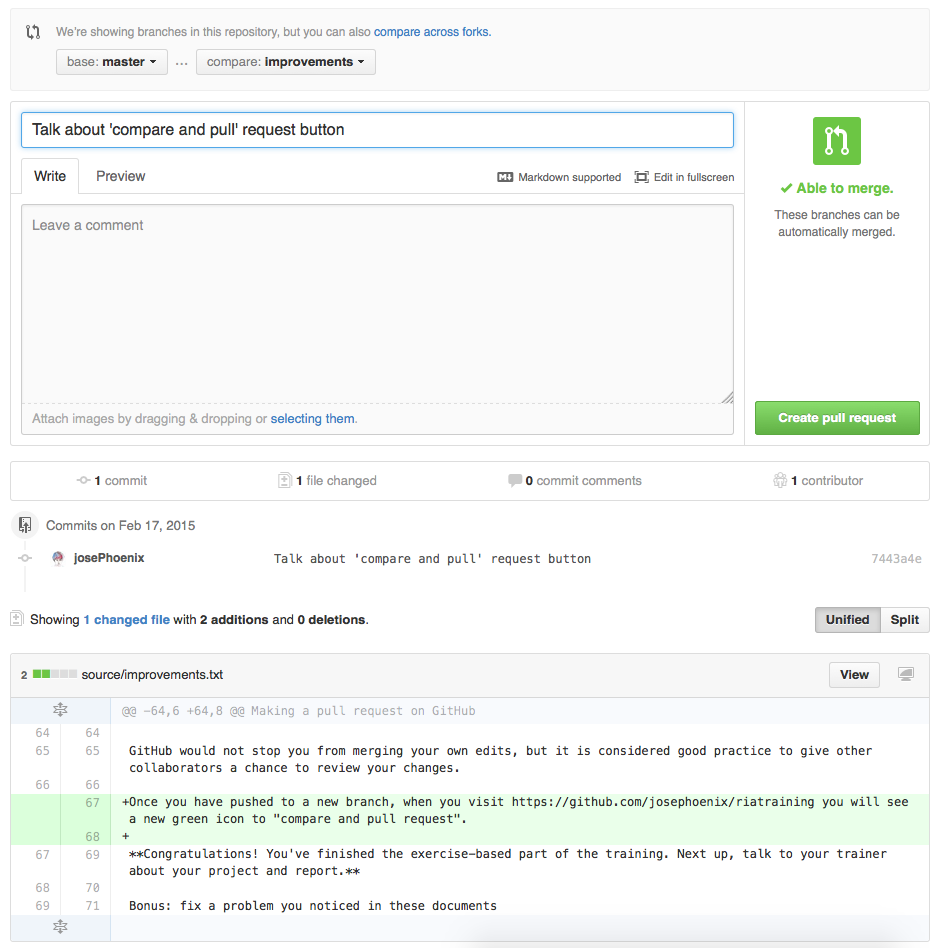 We're showing branches in this repository, but you can also compare across forks.
base: master ... compare: improvements
Talk about 'compare and pull' request button
Write Preview Markdown supported Edit in fullscreen
Leave a comment
Attach images by dragging & dropping or selecting them.
Able to merge.
These branches can be
automatically merged.
Create pull request
1 commit 1 file changed 0 commit comments 1 contributor
Commits on Feb 17, 2015
josePhoenix Talk about 'compare and pull' request button 7443a4e
Showing 1 changed file with 2 additions and 0 deletions. Unified Split
2 source/improvements.txt View
@@ -64,6 +64,8 @@ Making a pull request on GitHub
64 64
65 65 GitHub would not stop you from merging your own edits, but it is considered good practice to give other
collaborators a chance to review your changes.
66 66
67 +Once you have pushed to a new branch, when you visit https://github.com/josephoenix/riatraining you will see
a new green icon to "compare and pull request".
68 +
67 69 **Congratulations! You've finished the exercise-based part of the training. Next up, talk to your trainer
about your project and report.**
68 70
69 71 Bonus: fix a problem you noticed in these documents